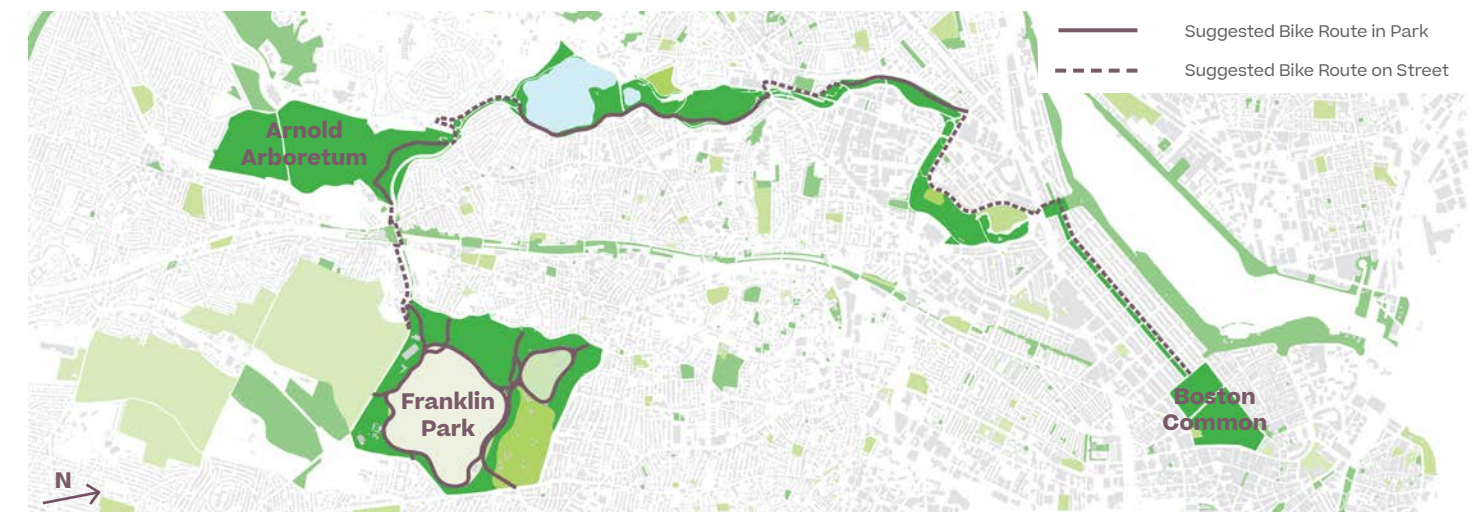 Suggested Bike Route in Park
Suggested Bike Route on Street
Arnold
Arboretum
Franklin
Park
Boston
Common
N